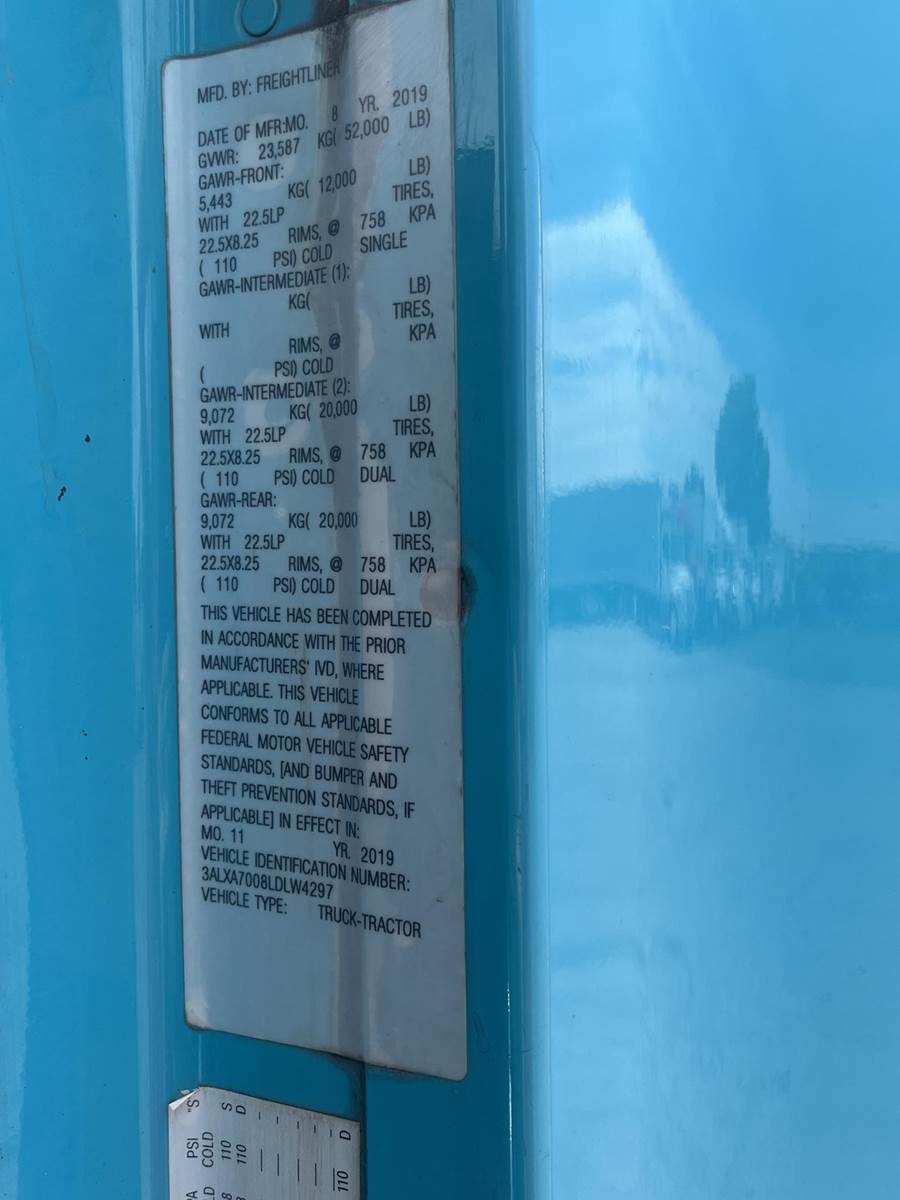 MFD. BY: FREIGHTLINER
DATE OF MFR:MO. 8 YR. 2019
GVWR: 23,587 KG( 52,000 LB)
GAWR-FRONT:
5,443 KG( 12,000 LB)
WITH 22.5LP TIRES,
22.5X8.25 RIMS, @ 758 KPA
( 110 PSI) COLD SINGLE
GAWR-INTERMEDIATE (1):
KG( LB)
WITH TIRES,
RIMS, @ KPA
( PSI) COLD
GAWR-INTERMEDIATE (2):
9,072 KG( 20,000 LB)
WITH 22.5LP TIRES,
22.5X8.25 RIMS, @ 758 KPA
( 110 PSI) COLD DUAL
GAWR-REAR:
9,072 KG( 20,000 LB)
WITH 22.5LP TIRES,
22.5X8.25 RIMS, @ 758 KPA
( 110 PSI) COLD DUAL
THIS VEHICLE HAS BEEN COMPLETED
IN ACCORDANCE WITH THE PRIOR
MANUFACTURERS' IVD, WHERE
APPLICABLE. THIS VEHICLE
CONFORMS TO ALL APPLICABLE
FEDERAL MOTOR VEHICLE SAFETY
STANDARDS, [AND BUMPER AND
THEFT PREVENTION STANDARDS, IF
APPLICABLE] IN EFFECT IN:
MO. 11 YR. 2019
VEHICLE IDENTIFICATION NUMBER:
3ALXA7008LDLW4297
VEHICLE TYPE: TRUCK-TRACTOR
"S
PSI COLD
110 S
110 D
110 D